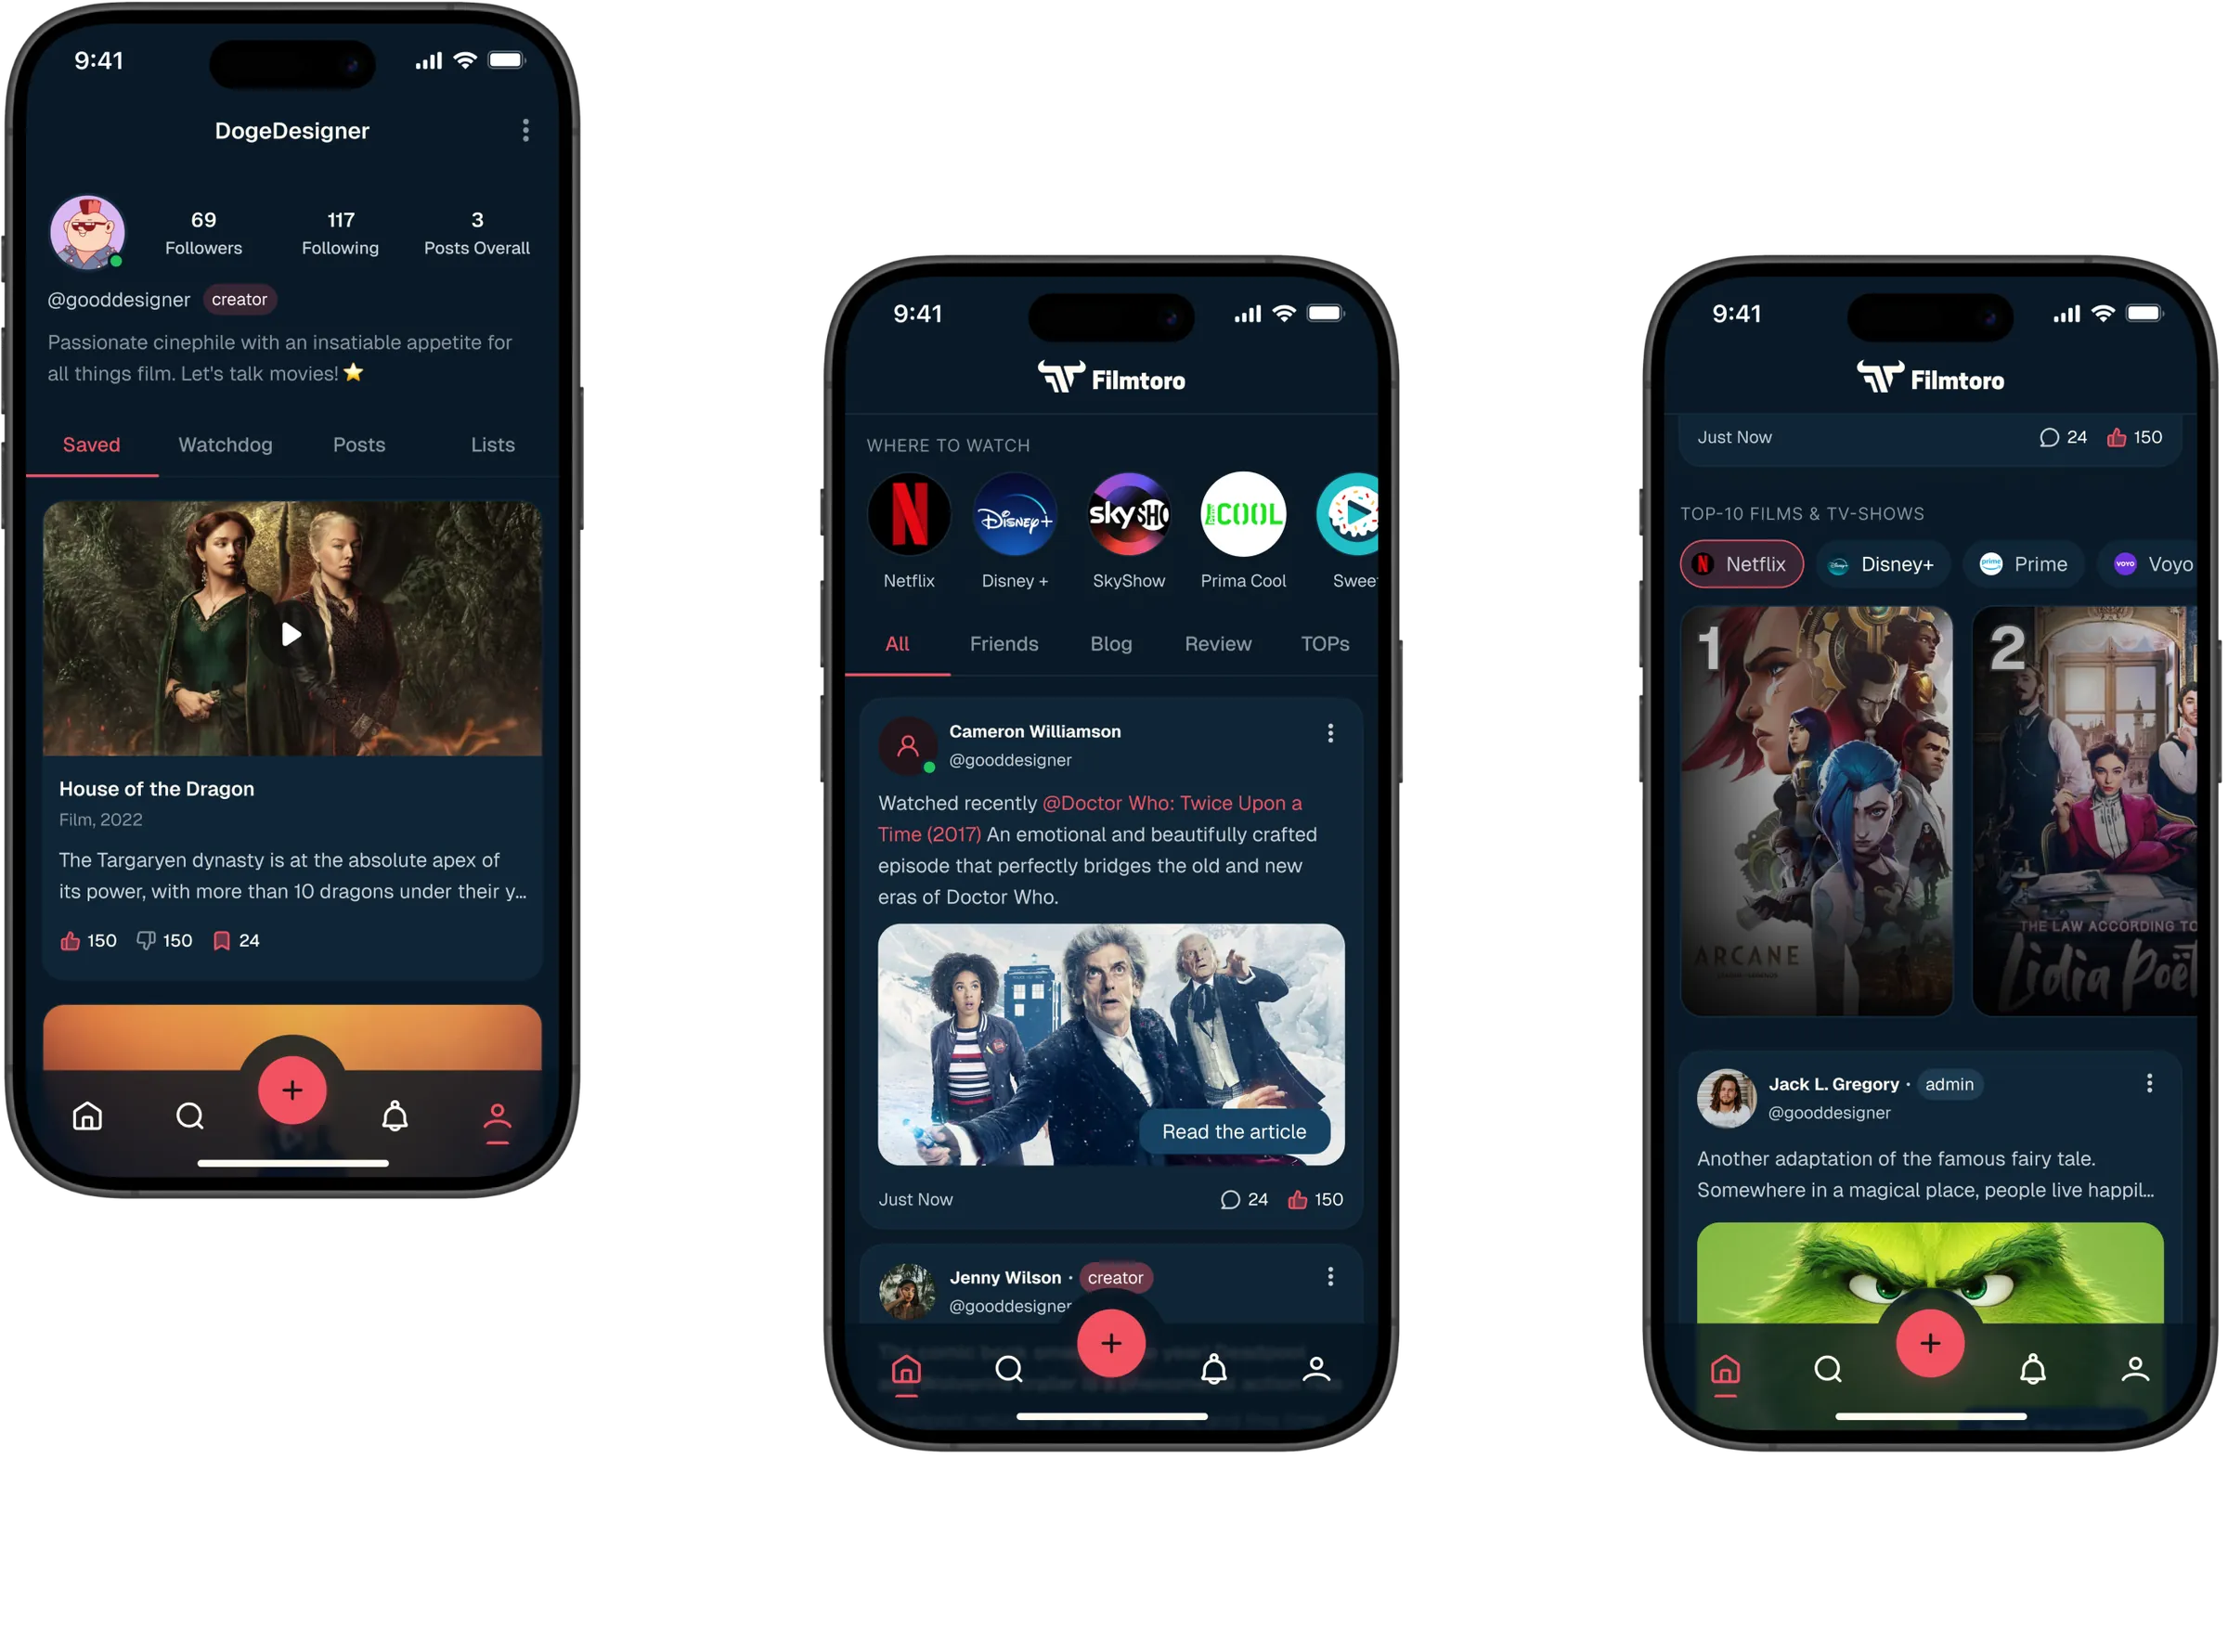 9:41
DogeDesigner
69
Followers
117
Following
3
Posts Overall
@gooddesigner
creator
Passionate cinephile with an insatiable appetite for
all things film. Let's talk movies!⭐
Saved
Watchdog
Posts
Lists
House of the Dragon
Film, 2022
The Targaryen dynasty is at the absolute apex of
its power, with more than 10 dragons under their y...
150
150
24
9:41
Filmtoro
WHERE TO WATCH
N
Disney+
sky SHO
COOL
Netflix
Disney +
SkyShow
Prima Cool
Swee
All
Friends
Blog
Review
TOPs
Cameron Williamson
@gooddesigner
Watched recently @Doctor Who: Twice Upon a
Time (2017) An emotional and beautifully crafted
episode that perfectly bridges the old and new
eras of Doctor Who.
Read the article
Just Now
24
150
Jenny Wilson · creator
@gooddesigner
9:41
Filmtoro
Just Now
24
150
TOP-10 FILMS & TV-SHOWS
N Netflix
Disney+
prime Prime
VOYO Voyo
1
ARCANE
2
THE LAW ACCORDING TO
Lidia Poët
Jack L. Gregory · admin
@gooddesigner
Another adaptation of the famous fairy tale.
Somewhere in a magical place, people live happil...